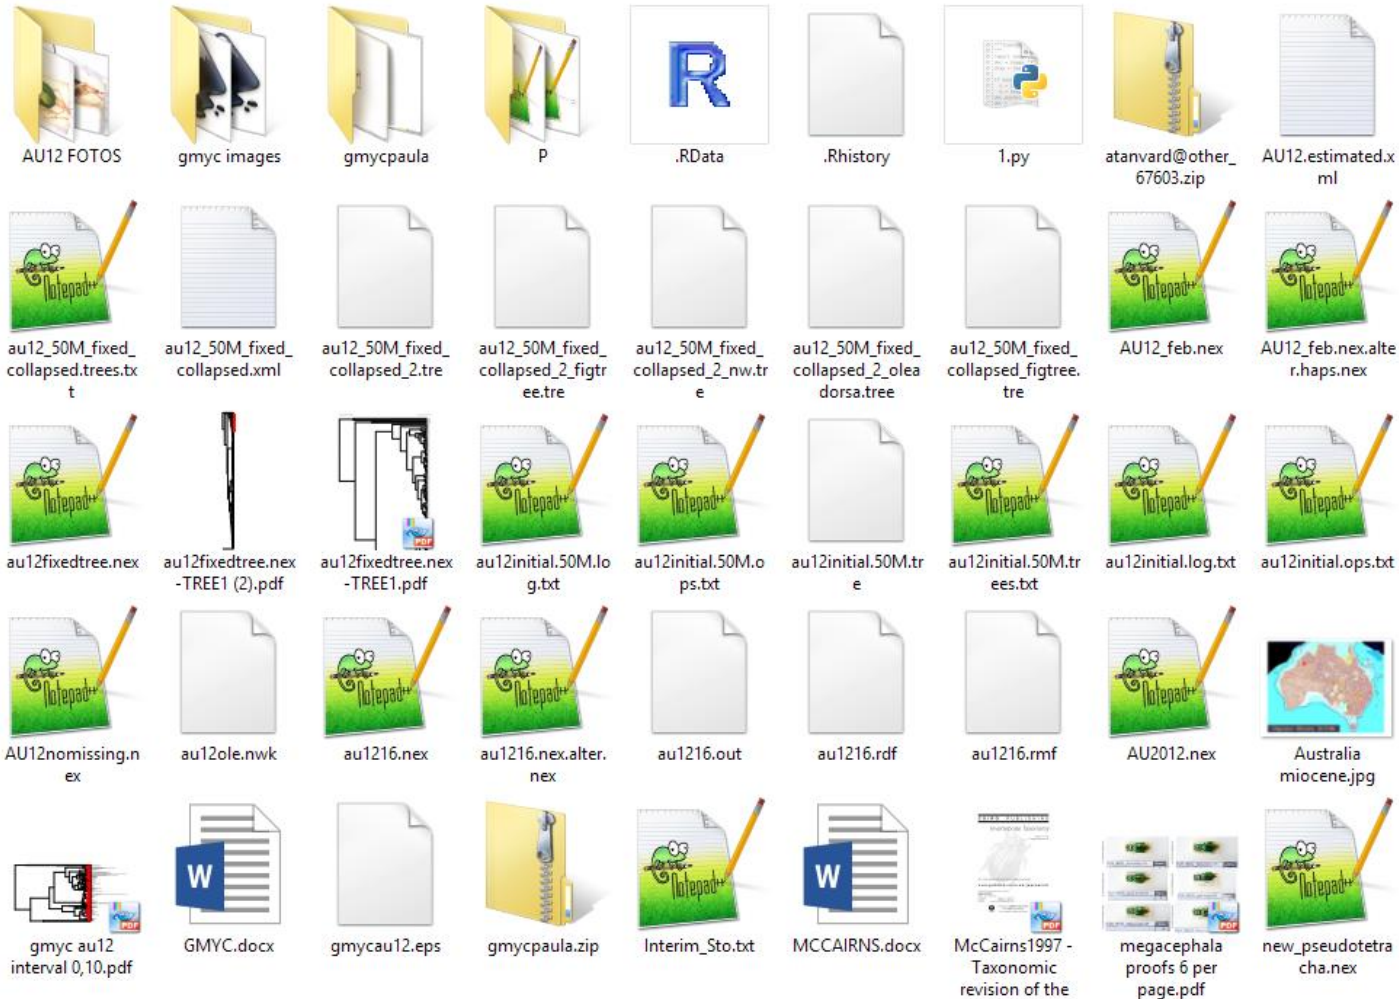 AU12 FOTOS
gmyc images
gmycpaula
P
.RData
.Rhistory
1.py
atanvard@other_
67603.zip
AU12.estimated.x
ml
au12_50M_fixed_
collapsed.trees.tx
t
au12_50M_fixed_
collapsed.xml
au12_50M_fixed_
collapsed_2.tre
au12_50M_fixed_
collapsed_2_figtr
ee.tre
au12_50M_fixed_
collapsed_2_nw.tr
e
au12_50M_fixed_
collapsed_2_olea
dorsa.tree
au12_50M_fixed_
collapsed_figtree.
tre
AU12_feb.nex
AU12_feb.nex.alte
r.haps.nex
au12fixedtree.nex
au12fixedtree.nex
-TREE1 (2).pdf
au12fixedtree.nex
-TREE1.pdf
au12initial.50M.lo
g.txt
au12initial.50M.o
ps.txt
au12initial.50M.tr
e
au12initial.50M.tr
ees.txt
au12initial.log.txt
au12initial.ops.txt
AU12nomissing.n
ex
au12ole.nwk
au1216.nex
au1216.nex.alter.
nex
au1216.out
au1216.rdf
au1216.rmf
AU2012.nex
Australia
miocene.jpg
gmyc au12
interval 0,10.pdf
GMYC.docx
gmycau12.eps
gmycpaula.zip
Interim_Sto.txt
MCCAIRNS.docx
McCairns1997 -
Taxonomic
revision of the
megacephala
proofs 6 per
page.pdf
new_pseudotetra
cha.nex